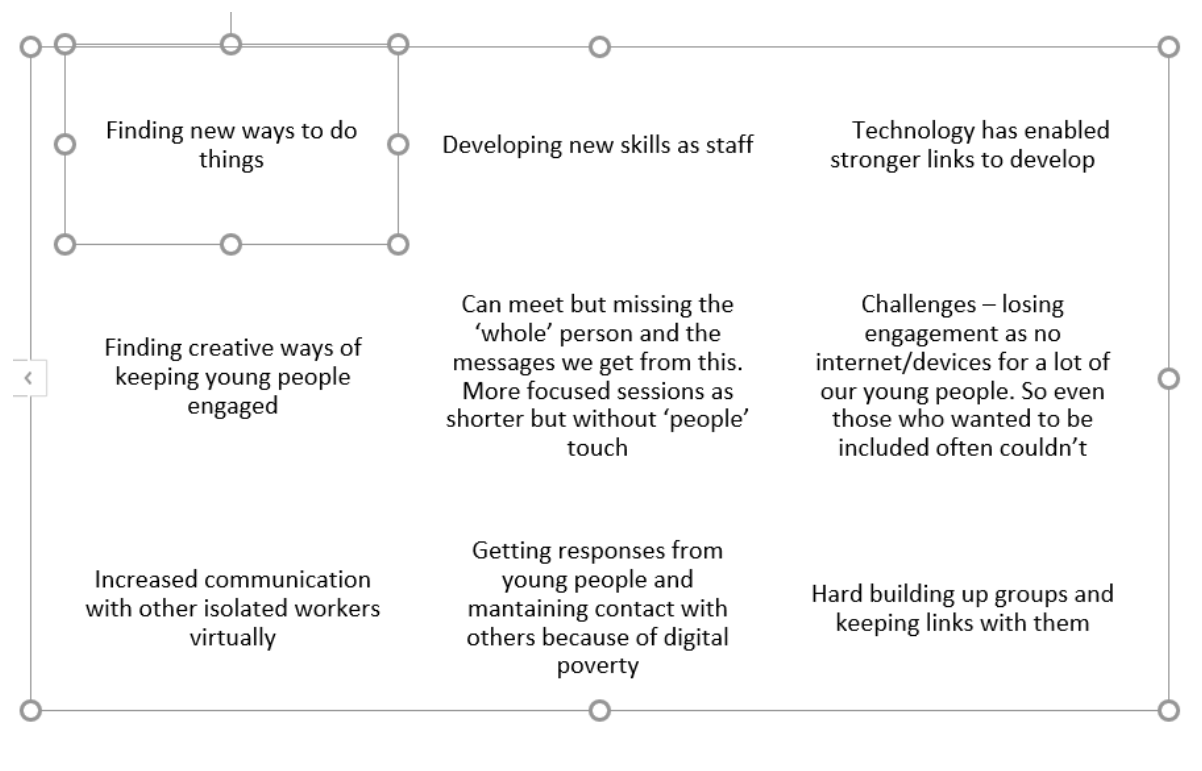 Finding new ways to do
things
Developing new skills as staff
Technology has enabled
stronger links to develop
Finding creative ways of
keeping young people
engaged
Can meet but missing the
‘whole’ person and the
messages we get from this.
More focused sessions as
shorter but without ‘people’
touch
Challenges – losing
engagement as no
internet/devices for a lot of
our young people. So even
those who wanted to be
included often couldn’t
Increased communication
with other isolated workers
virtually
Getting responses from
young people and
mantaining contact with
others because of digital
poverty
Hard building up groups and
keeping links with them